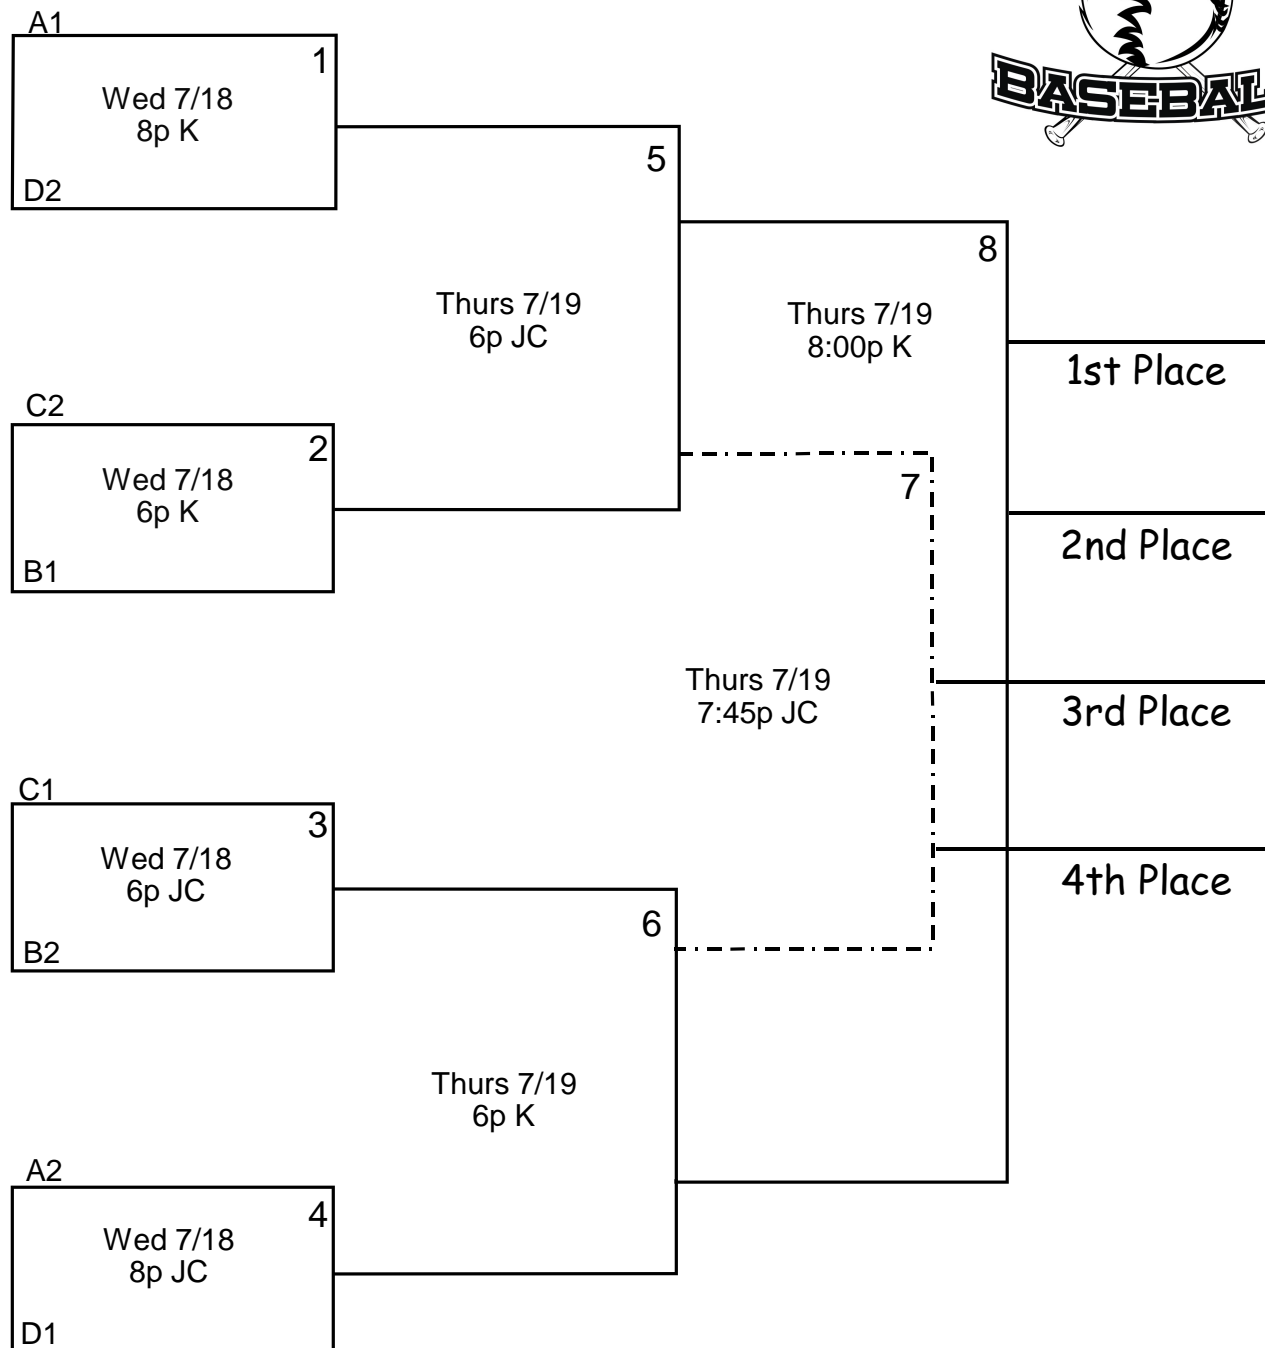 A1
1
Wed 7/18
8p K
D2
BASEBAL
5
Thurs 7/19
6p JC
8
Thurs 7/19
8:00p K
1st Place
C2
2
Wed 7/18
6p K
B1
7
2nd Place
Thurs 7/19
7:45p JC
3rd Place
C1
3
Wed 7/18
6p JC
B2
4th Place
6
Thurs 7/19
6p K
A2
4
Wed 7/18
8p JC
D1